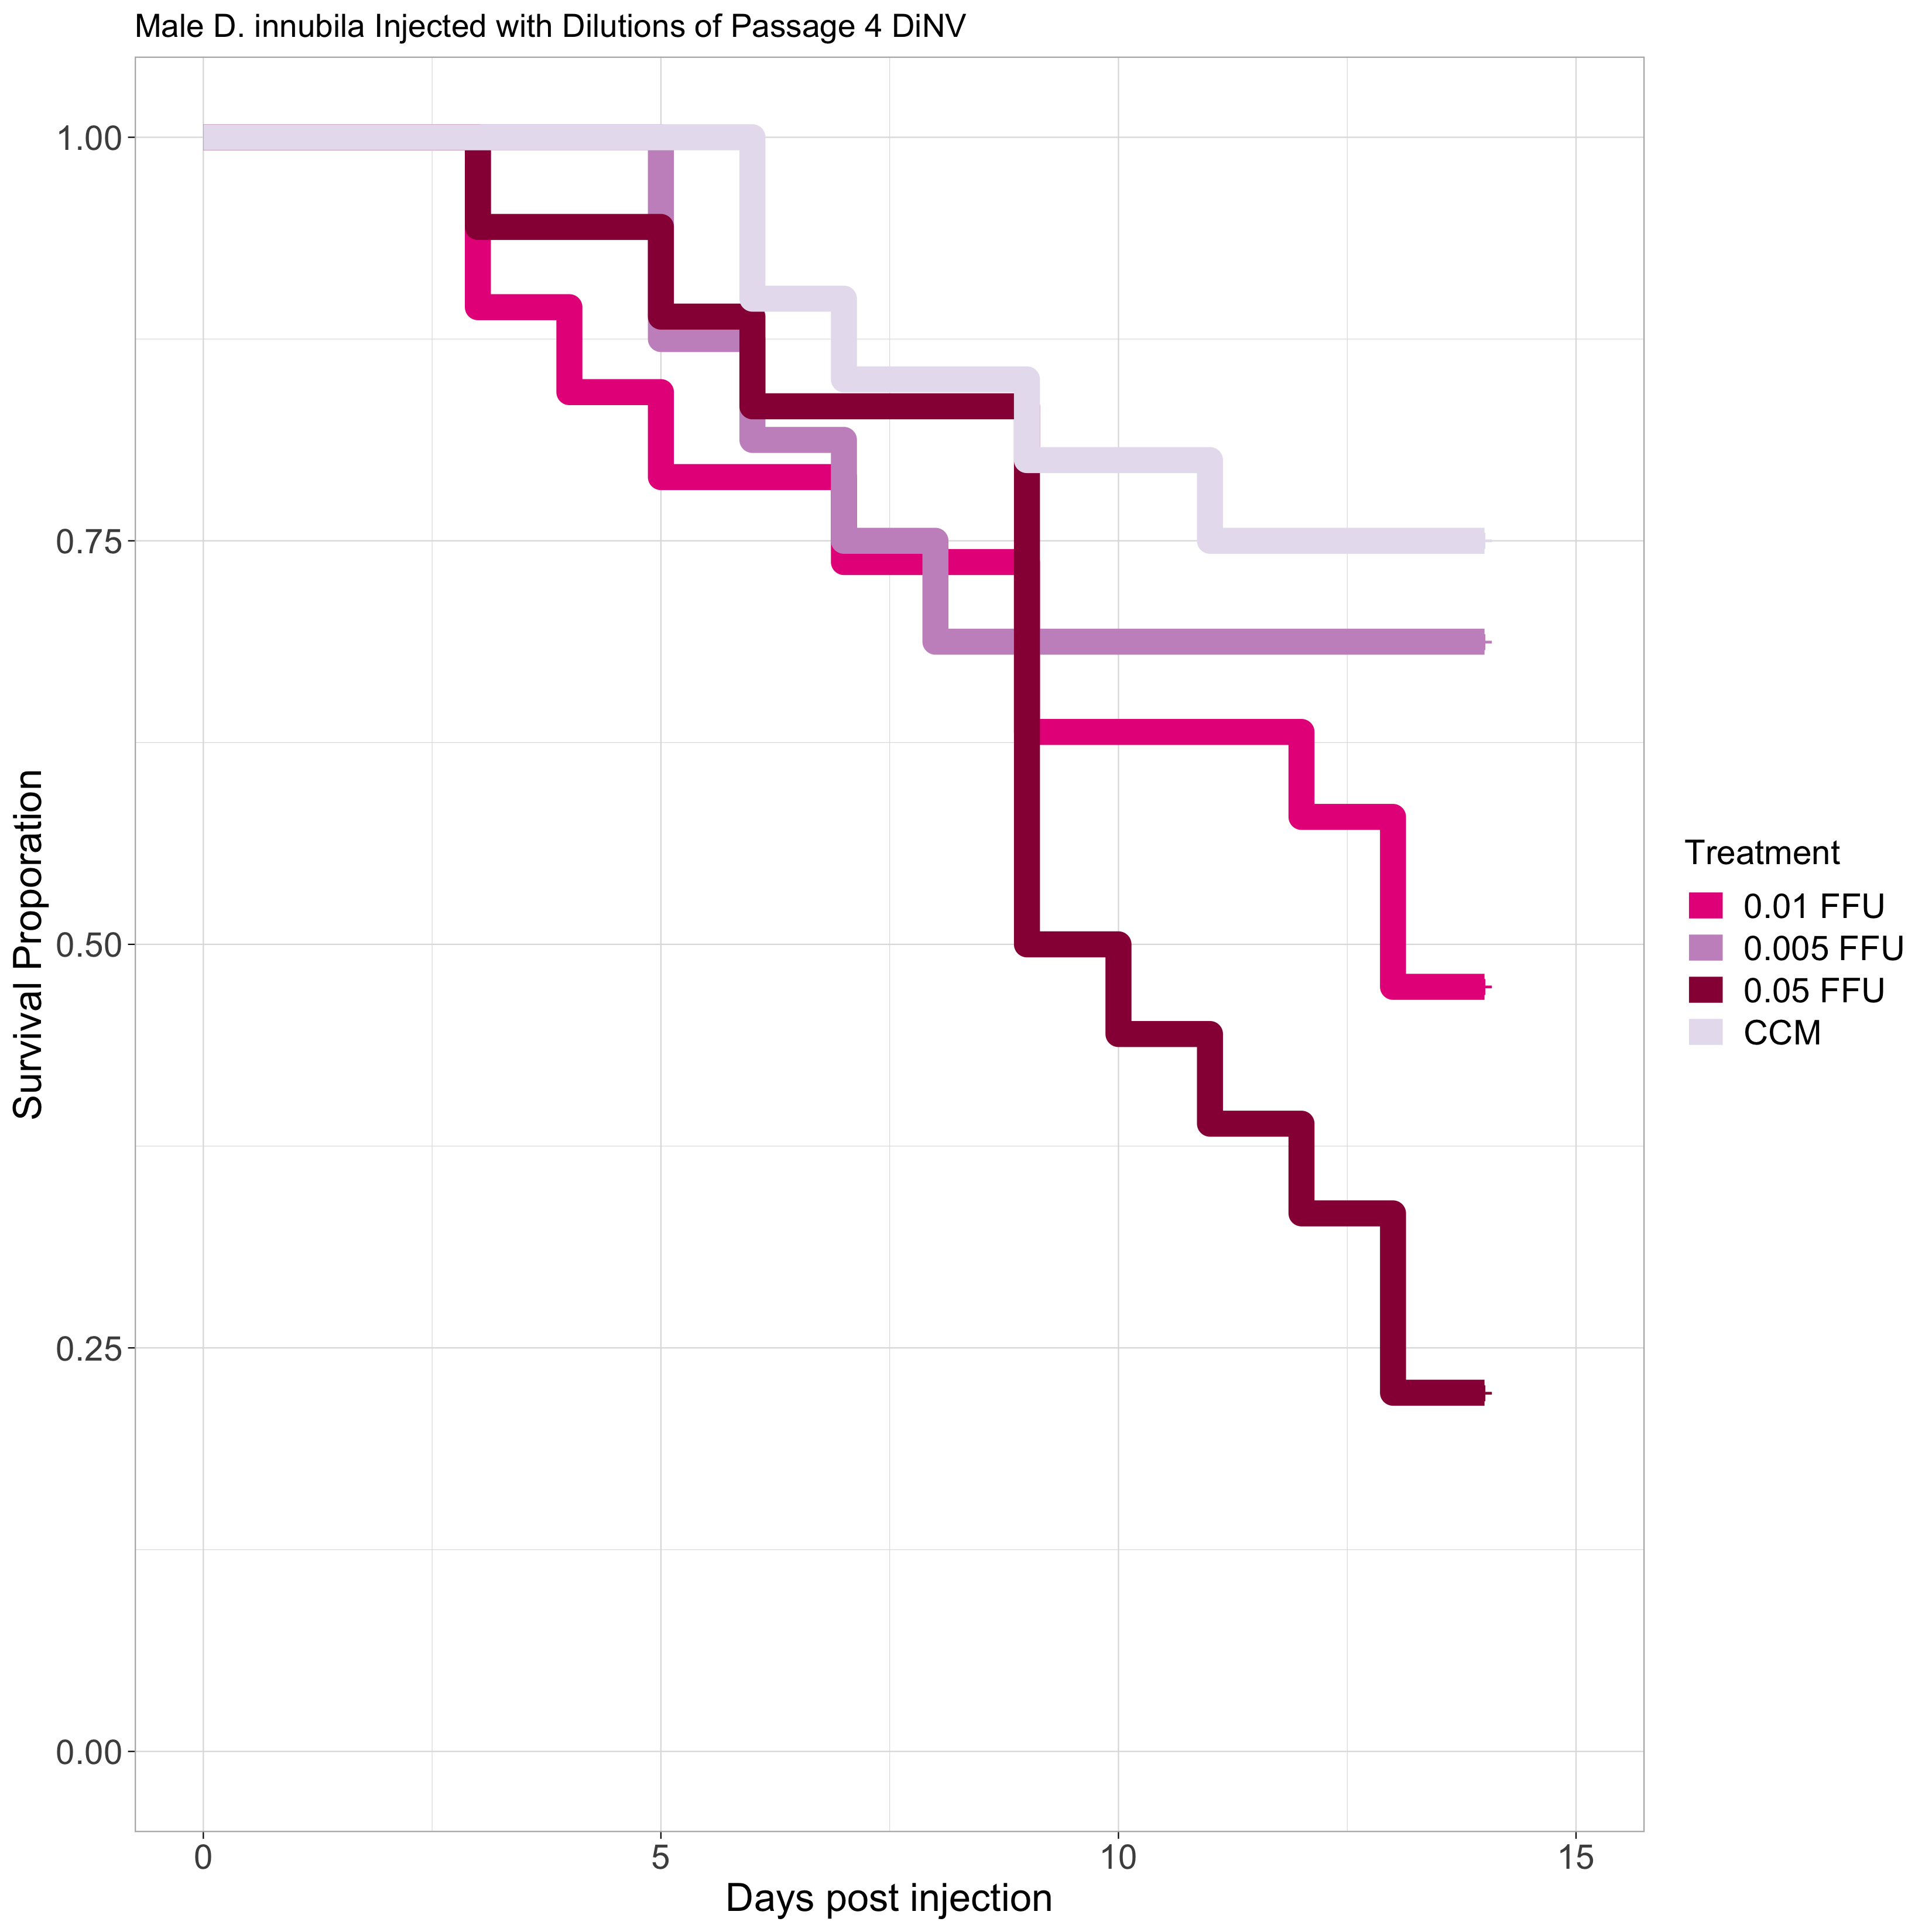 Male D. innubila Injected with Dilutions of Passage 4 DiNV
Survival Proporation
1.00
0.75
0.50
0.25
0.00
0 5 10 15
Days post injection
Treatment
0.01 FFU
0.005 FFU
0.05 FFU
CCM